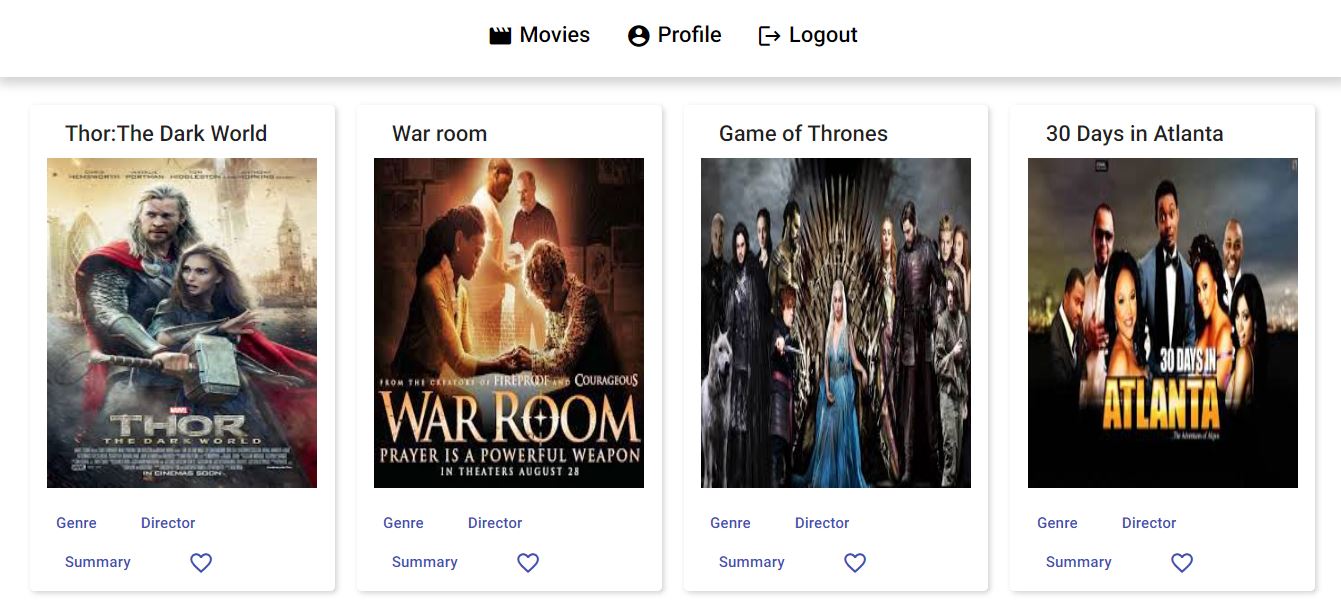 Movies Profile Logout
Thor:The Dark World
CHRIS HEMSWORTH NATALIE PORTMAN TOM HIDDLESTON ANTHONY HOPKINS
MARVEL
THOR
THE DARK WORLD
IN CINEMAS SOON
Genre Director
Summary
War room
FROM THE CREATORS OF FIREPROOF AND COURAGEOUS
WAR ROOM
PRAYER IS A POWERFUL WEAPON
IN THEATERS AUGUST 28
Genre Director
Summary
Game of Thrones
Genre Director
Summary
30 Days in Atlanta
30 DAYS IN
ATLANTA
Genre Director
Summary